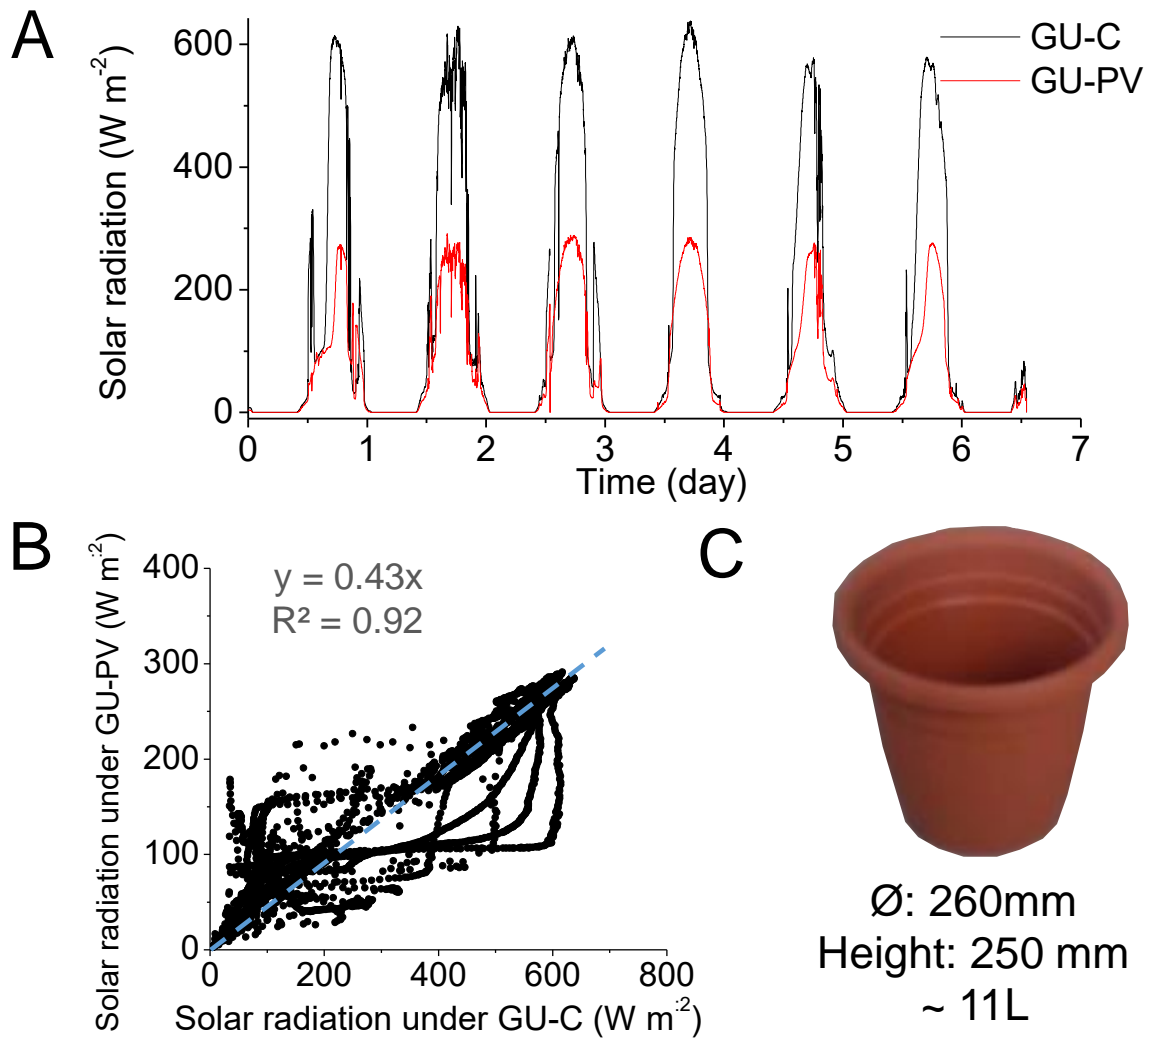 A
Solar radiation (W m-2)
600
400
200
0
GU-C
GU-PV
0 1 2 3 4 5 6 7
Time (day)
B
Solar radiation under GU-PV (W m:2)
400
300
200
100
0
y = 0.43x
R² = 0.92
0 200 400 600 800
Solar radiation under GU-C (W m:2)
C
Ø: 260mm
Height: 250 mm
~ 11L